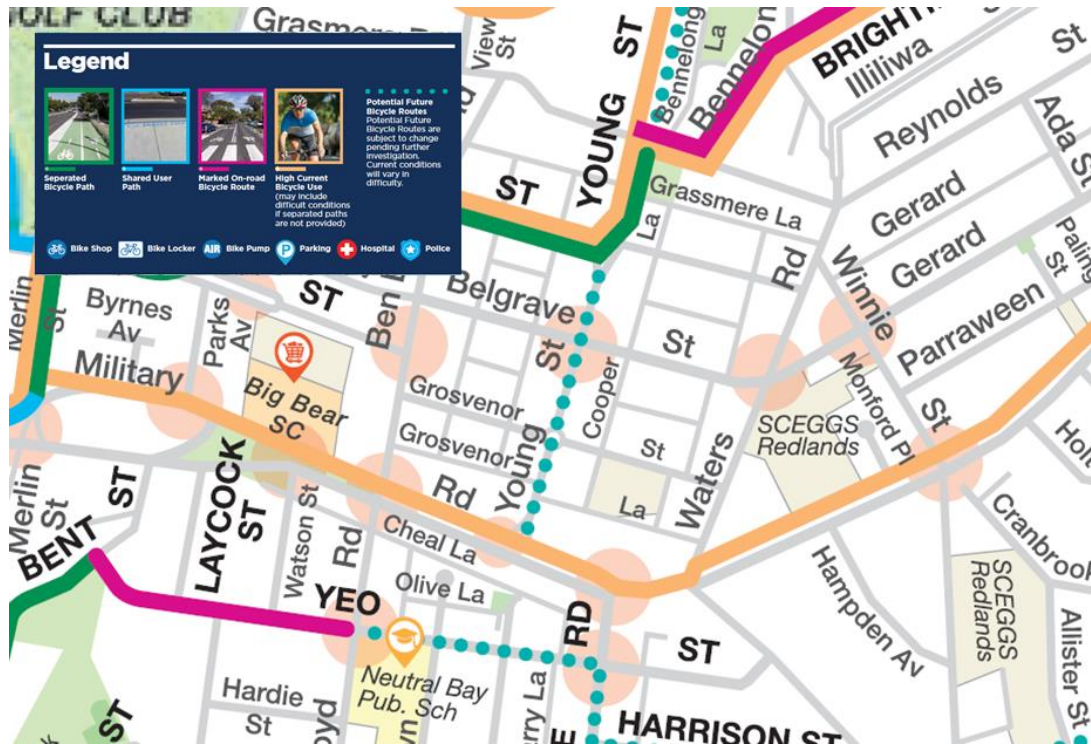 GOLF CLUB
Legend
Seperated
Bicycle Path
Shared User
Path
Marked On-road
Bicycle Route
High Current
Bicycle Use
(may include
difficult conditions
if separated paths
are not provided)
Potential Future
Bicycle Routes
Potential Future
Bicycle Routes are
subject to change
pending further
investigation.
Current conditions
will vary in
difficulty.
Bike Shop
Bike Locker
AIR Bike Pump
P Parking
Hospital
Police
View
St
YOUNG ST
Bennelong
La
Bennelon
BRIGHT
Illiliwa
St
Reynolds
Ada St
ST
Grassmere La
La
Gerard
Gerard
Paling
St
Merlin
St
Byrnes
Av
Parks
Av
ST
Ben
Belgrave
St
Rd
Winnie
St
Parraween
Military
Rd
Big Bear
SC
Grosvenor
St
Grosvenor
La
Young
St
Cooper
La
Waters
Rd
SCEGGS
Redlands
Monford Pl
Merlin
St
BENT
ST
LAYCOCK
ST
Watson St
Rd
Cheal La
Olive La
YEO
ST
RD
Hampden Av
Cranbrook
SCEGGS
Redlands
Allister St
Neutral Bay
Pub. Sch
Hardie
St
ST
HARRISON ST